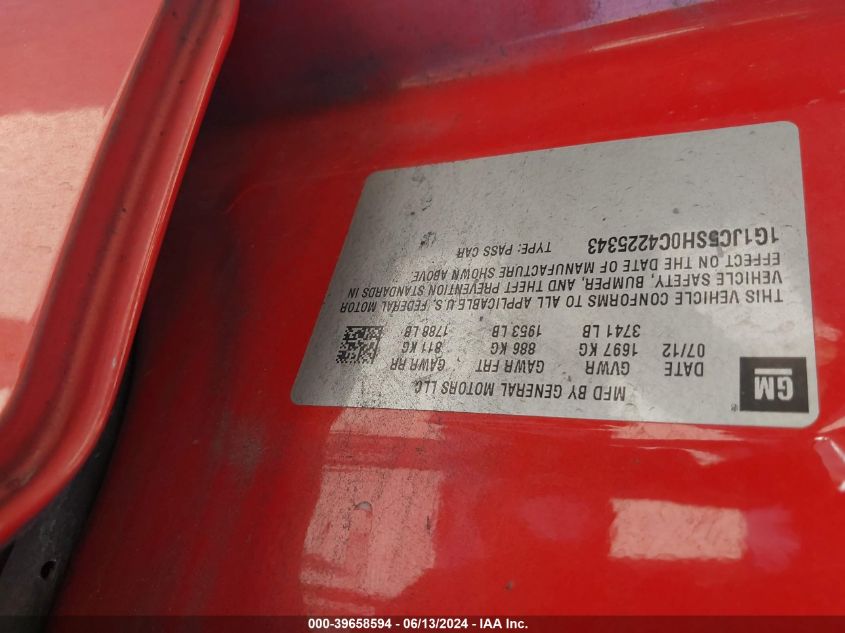 GM
®
MFD BY GENERAL MOTORS LLC
DATE GVWR GAWR FRT GAWR RR
07/12 1697 KG 886 KG 811 KG
3741 LB 1953 LB 1788 LB
THIS VEHICLE CONFORMS TO ALL APPLICABLE U.S. FEDERAL MOTOR
VEHICLE SAFETY, BUMPER, AND THEFT PREVENTION STANDARDS IN
EFFECT ON THE DATE OF MANUFACTURE SHOWN ABOVE.
1G1JC5SH0C4225343 TYPE: PASS CAR
000-39658594 - 06/13/2024 - IAA Inc.